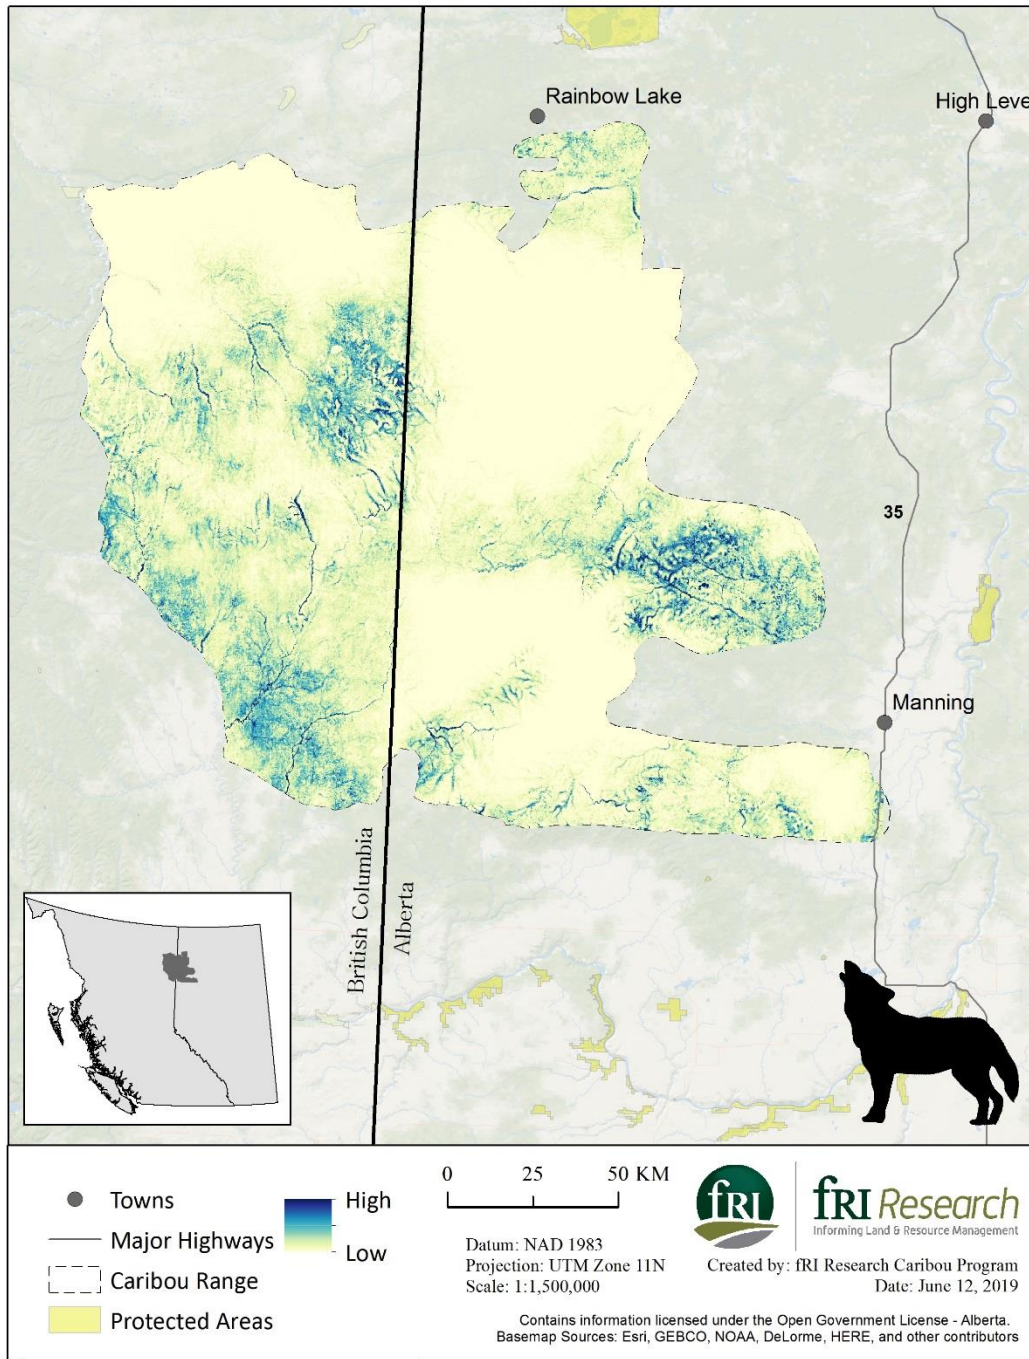 Rainbow Lake
High Leve
35
Manning
British Columbia
Alberta
Towns
Major Highways
Caribou Range
Protected Areas
High
Low
0 25 50 KM
Datum: NAD 1983
Projection: UTM Zone 11N
Scale: 1:1,500,000
fRI
fRI Research
Informing Land & Resource Management
Created by: fRI Research Caribou Program
Date: June 12, 2019
Contains information licensed under the Open Government License - Alberta.
Basemap Sources: Esri, GEBCO, NOAA, DeLorme, HERE, and other contributors